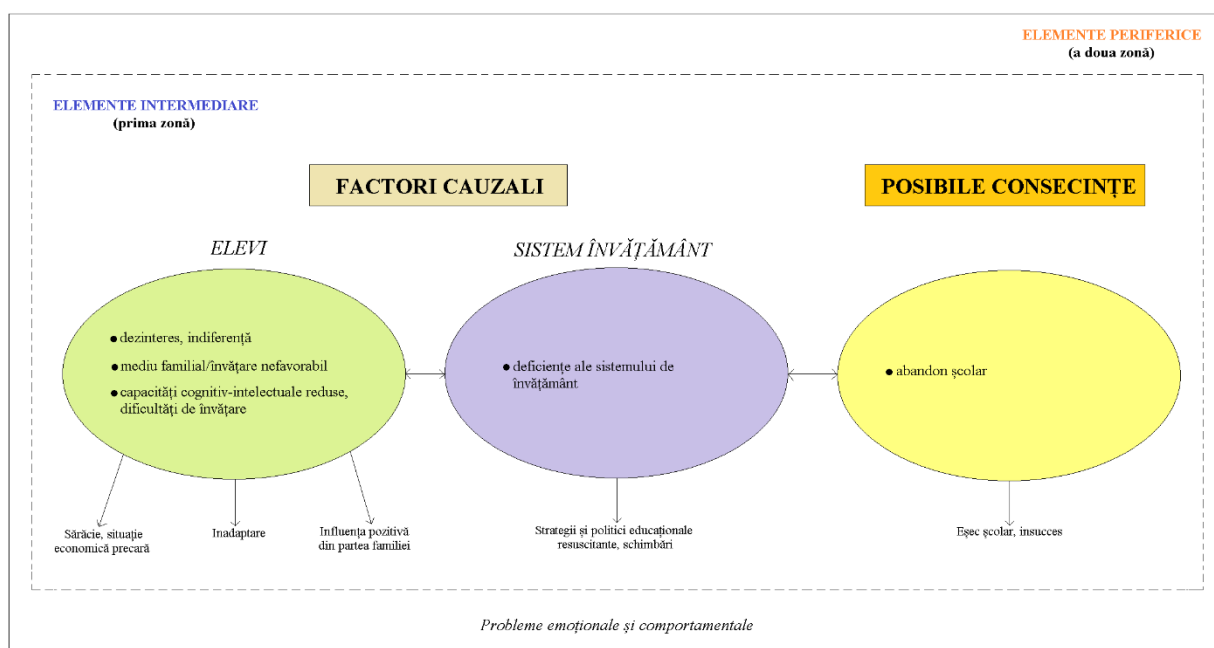 ELEMENTE PERIFERICE
(a doua zonă)
ELEMENTE INTERMEDIARE
(prima zonă)
FACTORI CAUZALI
POSIBILE CONSECINȚE
ELEVI
SISTEM ÎNVĂȚĂMÂNT
● dezinteres, indiferență
● mediu familial/învățare nefavorabil
● capacități cognitiv-intelectuale reduse,
dificultăți de învățare
● deficiențe ale sistemului de
învățământ
● abandon școlar
Sărăcie, situație
economică precară
Inadaptare
Influența pozitivă
din partea familiei
Strategii și politici educaționale
resuscitante, schimbări
Eșec școlar, insucces
Probleme emoționale și comportamentale